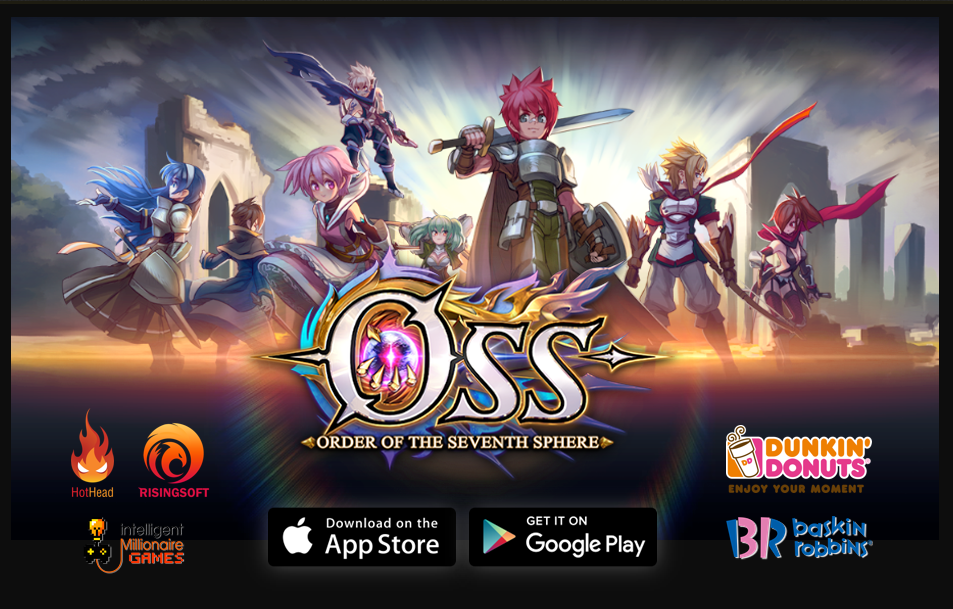 Oss
ORDER OF THE SEVENTH SPHERE
HotHead
RISINGSOFT
intelligent
Millionaire
GAMES
Download on the
App Store
GET IT ON
Google Play
DUNKIN'
DONUTS
DD
ENJOY YOUR MOMENT
BR
baskin
robbins